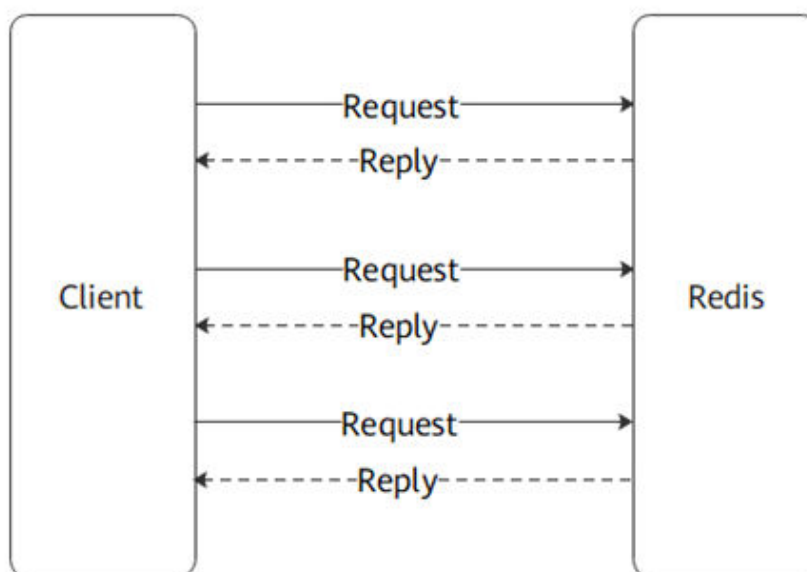 Request
Reply
Request
Client
Redis
Reply
Request
Reply